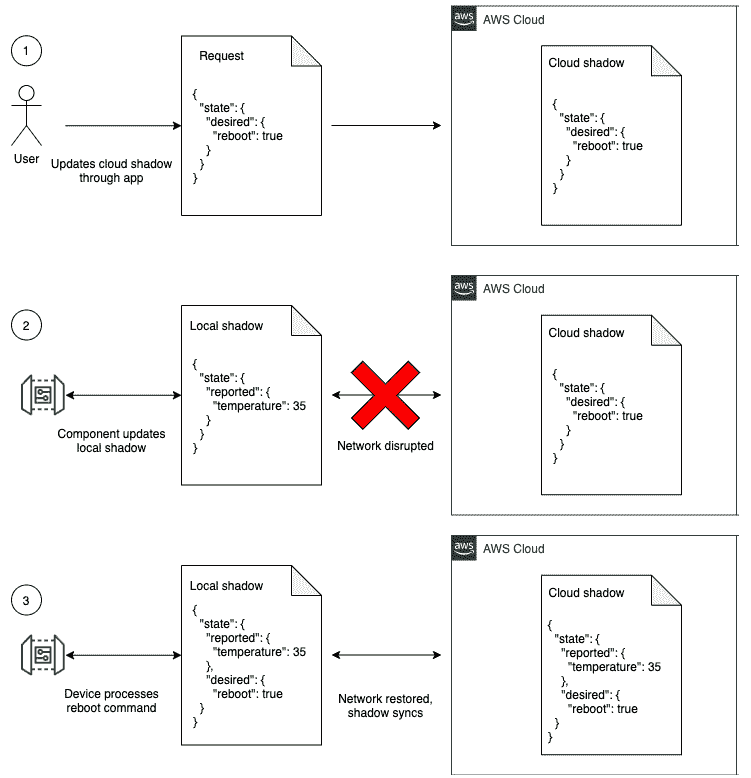 1
User
Updates cloud shadow
through app
Request
{
"state": {
"desired": {
"reboot": true
}
}
}
aws
AWS Cloud
Cloud shadow
{
"state": {
"desired": {
"reboot": true
}
}
}
2
Component updates
local shadow
Local shadow
{
"state": {
"reported": {
"temperature": 35
}
}
}
Network disrupted
aws
AWS Cloud
Cloud shadow
{
"state": {
"desired": {
"reboot": true
}
}
}
3
Device processes
reboot command
Local shadow
{
"state": {
"reported": {
"temperature": 35
},
"desired": {
"reboot": true
}
}
Network restored,
shadow syncs
aws
AWS Cloud
Cloud shadow
{
"state": {
"reported": {
"temperature": 35
},
"desired": {
"reboot": true
}
}